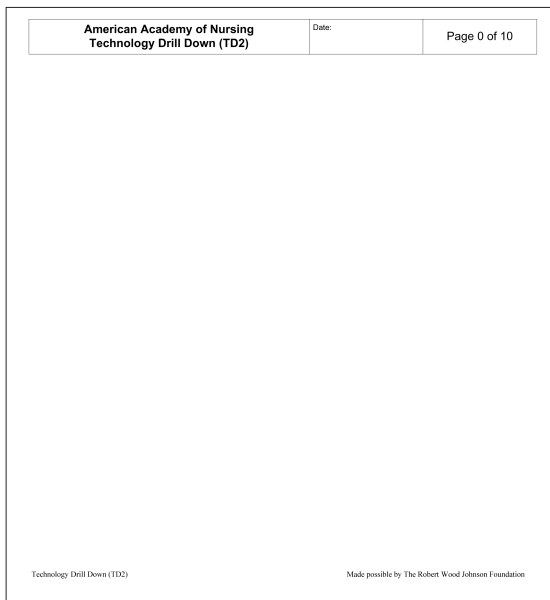 American Academy of Nursing
Technology Drill Down (TD2)
Date:
Page 0 of 10
Technology Drill Down (TD2)
Made possible by The Robert Wood Johnson Foundation